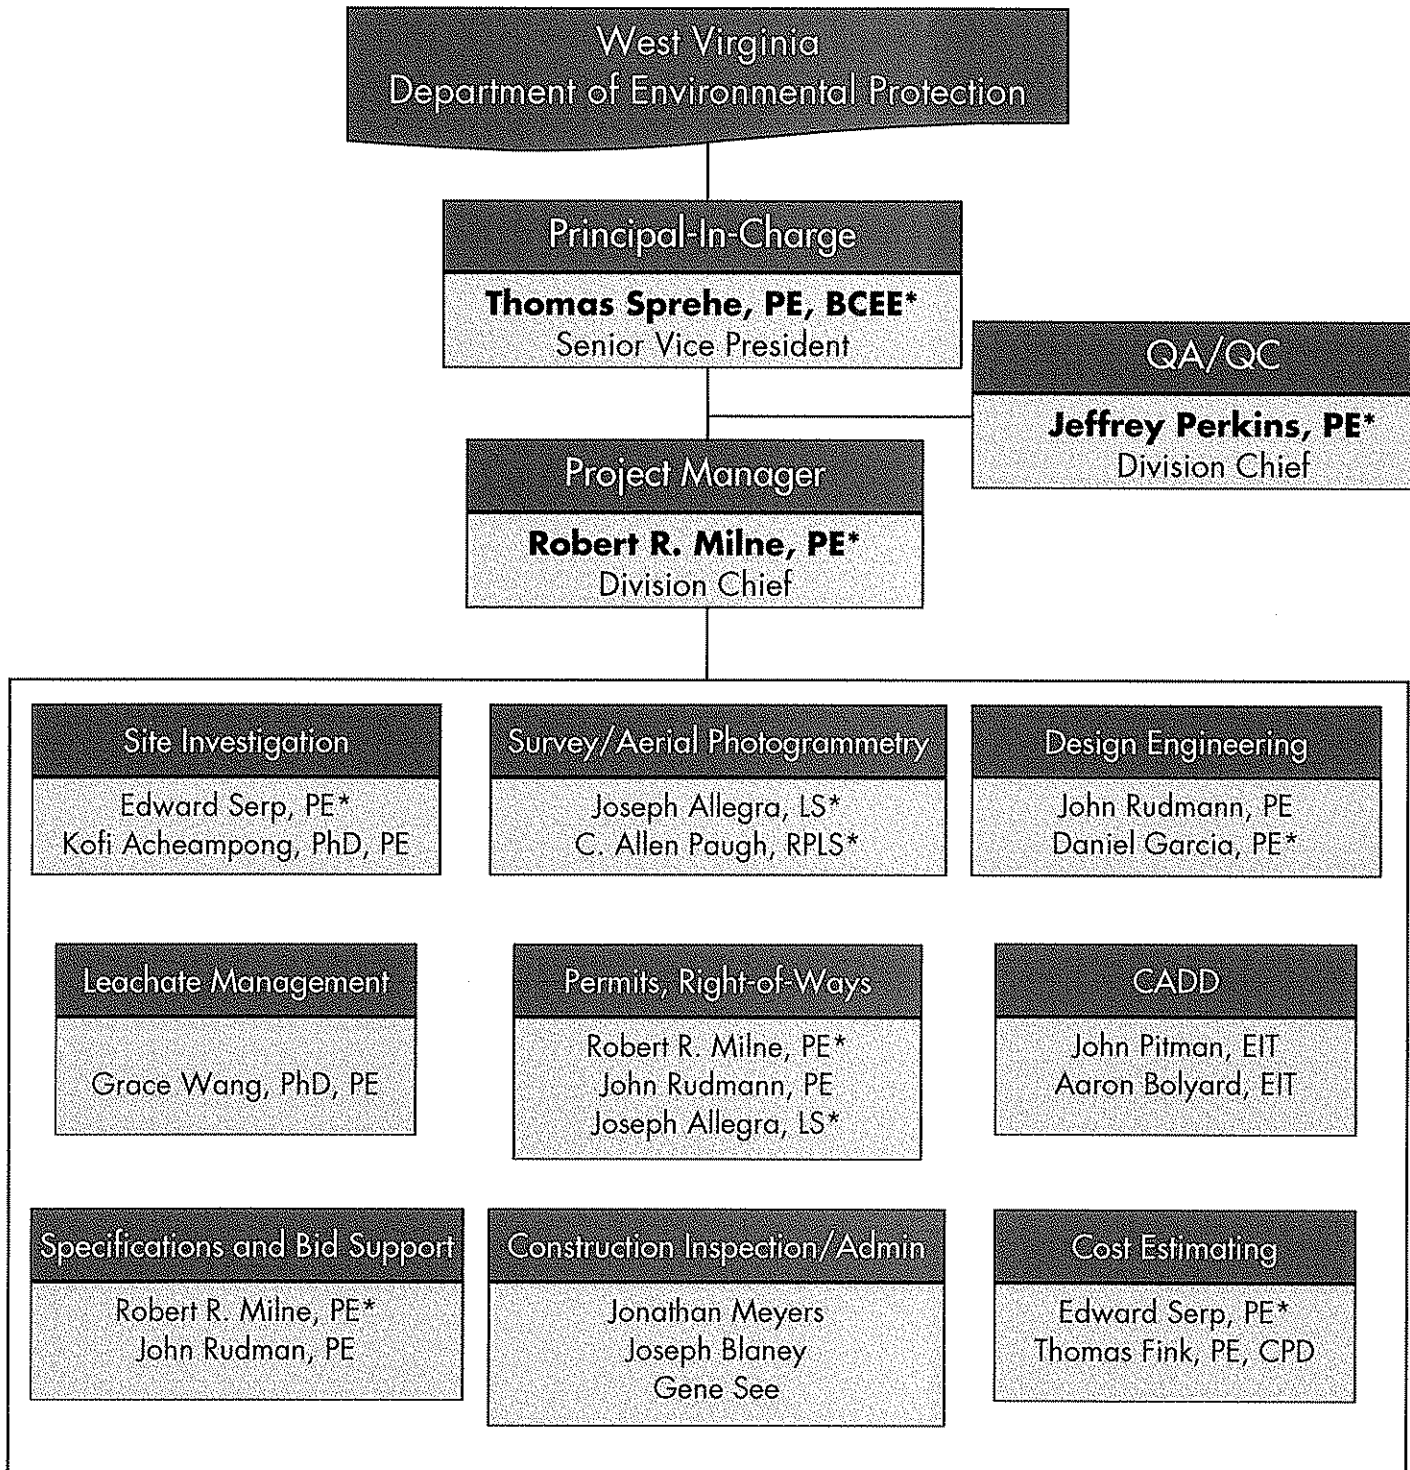 West Virginia
Department of Environmental Protection
Principal-In-Charge
Thomas Sprehe, PE, BCEE*
Senior Vice President
QA/QC
Jeffrey Perkins, PE*
Division Chief
Project Manager
Robert R. Milne, PE*
Division Chief
Site Investigation
Edward Serp, PE*
Kofi Acheampong, PhD, PE
Survey/Aerial Photogrammetry
Joseph Allegra, LS*
C. Allen Paugh, RPLS*
Design Engineering
John Rudmann, PE
Daniel Garcia, PE*
Leachate Management
Grace Wang, PhD, PE
Permits, Right-of-Ways
Robert R. Milne, PE*
John Rudmann, PE
Joseph Allegra, LS*
CADD
John Pitman, EIT
Aaron Bolyard, EIT
Specifications and Bid Support
Robert R. Milne, PE*
John Rudman, PE
Construction Inspection/Admin
Jonathan Meyers
Joseph Blaney
Gene See
Cost Estimating
Edward Serp, PE*
Thomas Fink, PE, CPD